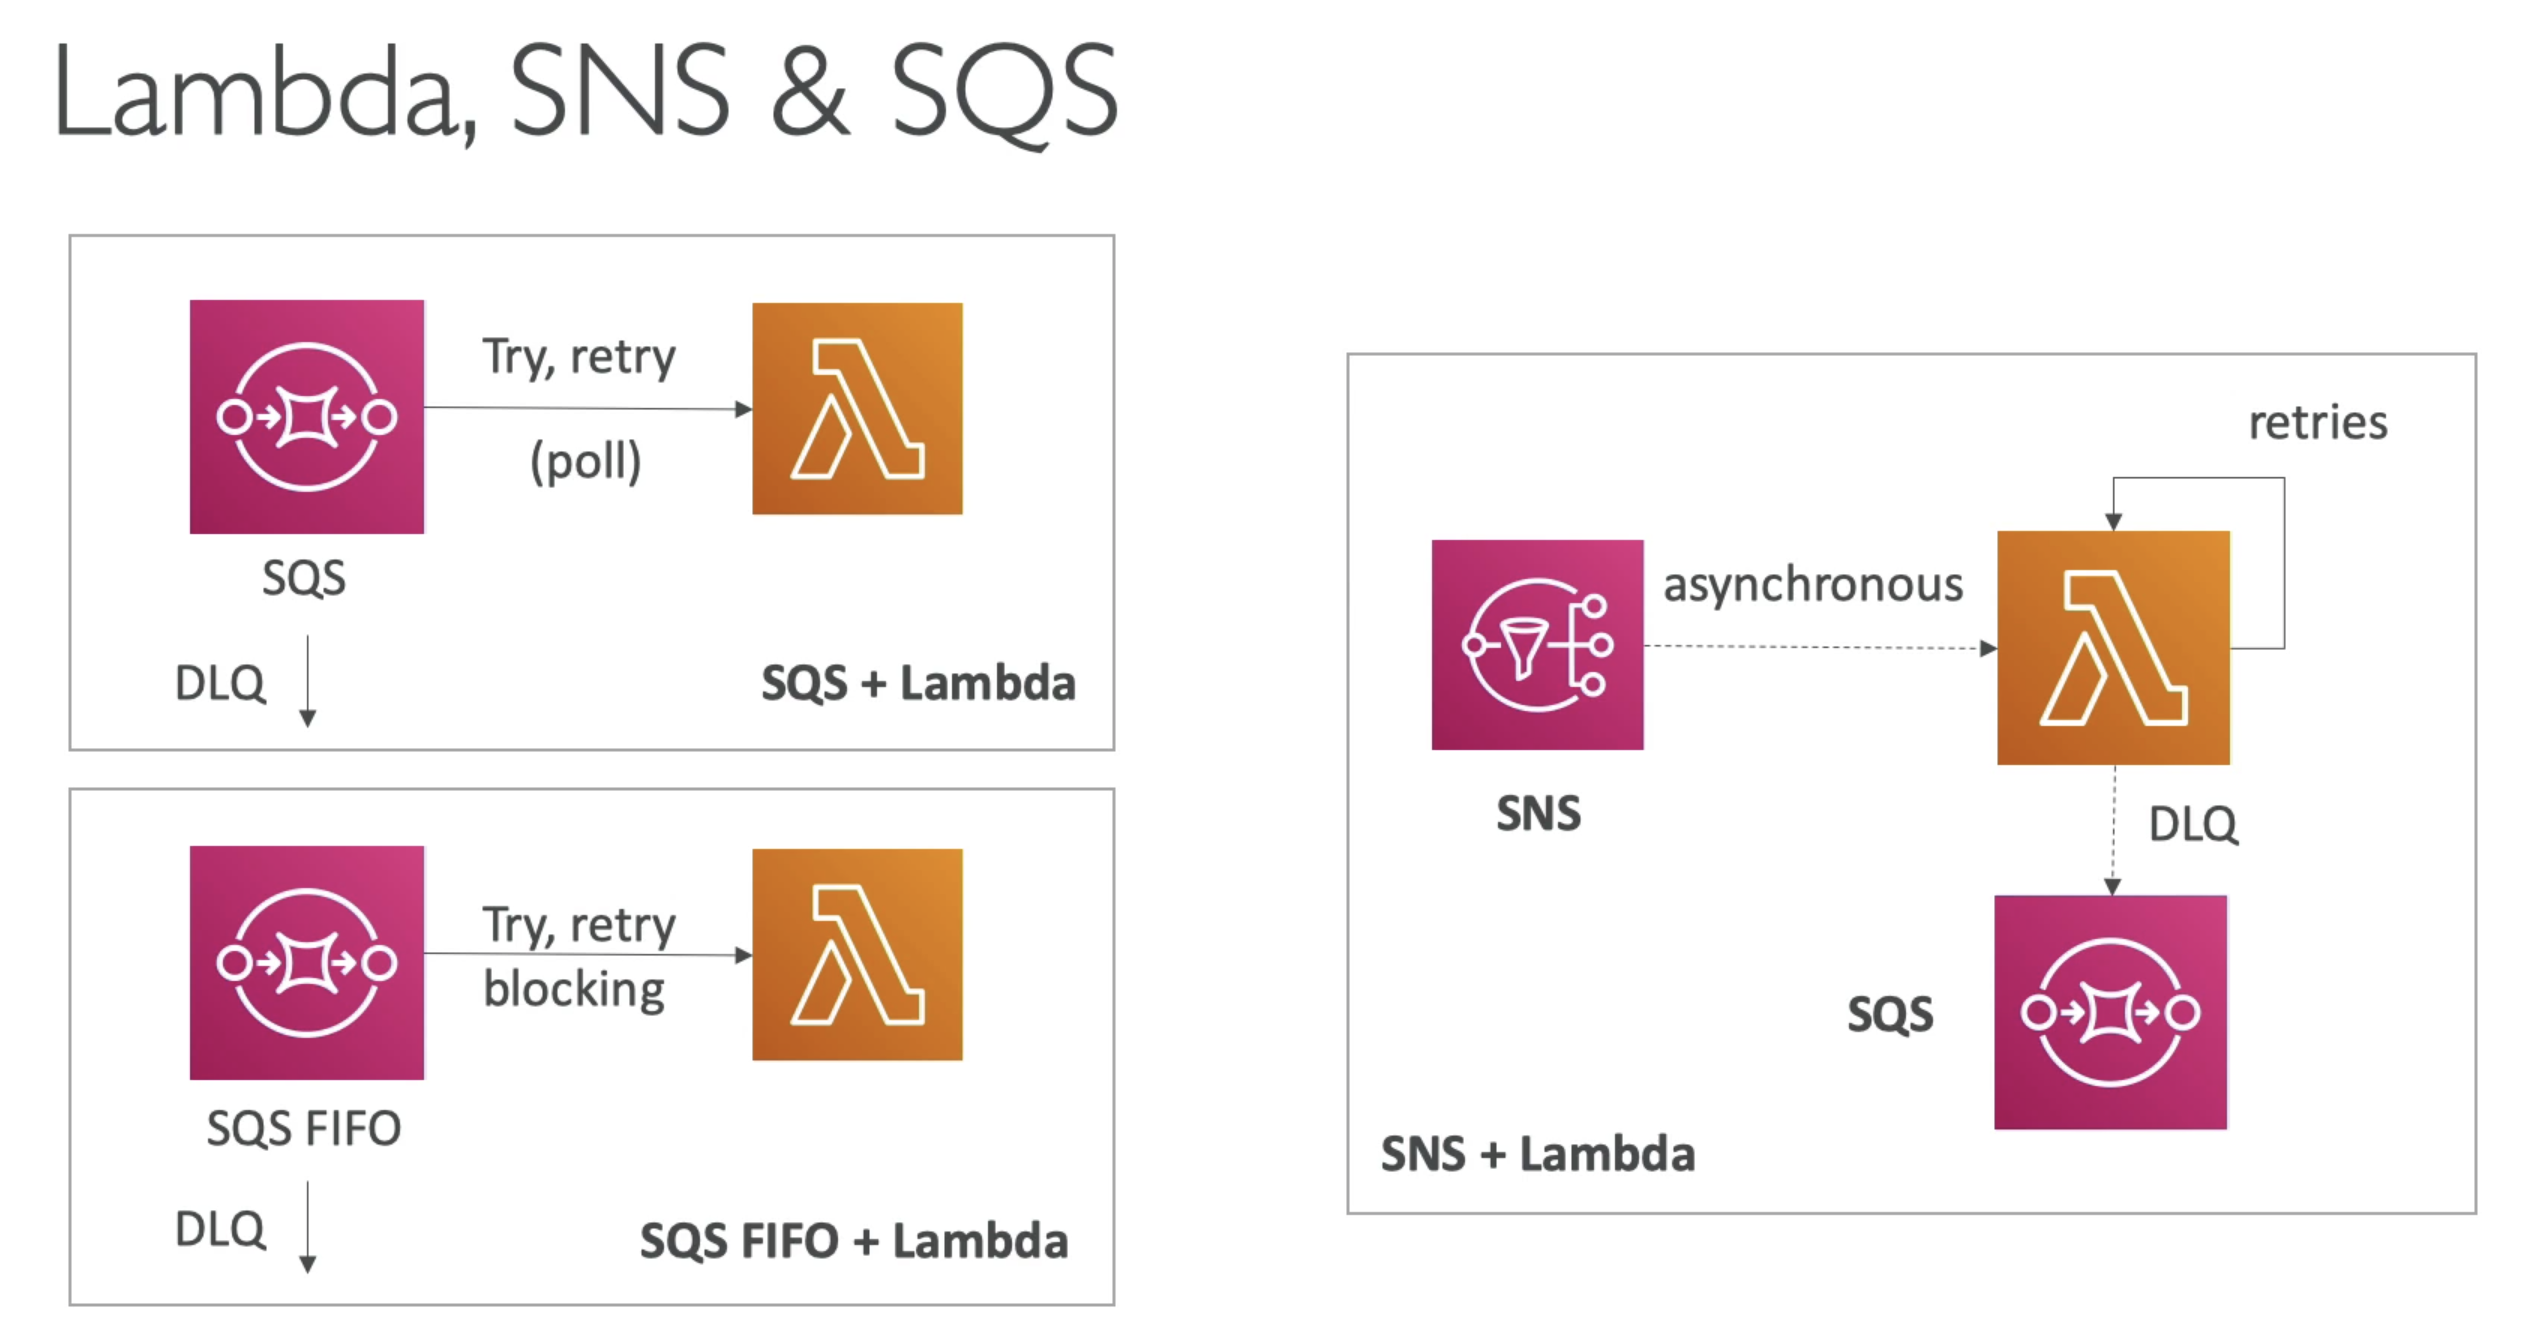 Lambda, SNS & SQS
Try, retry
(poll)
SQS
DLQ
SQS + Lambda
Try, retry
blocking
SQS FIFO
DLQ
SQS FIFO + Lambda
retries
asynchronous
SNS
DLQ
SQS
SNS + Lambda